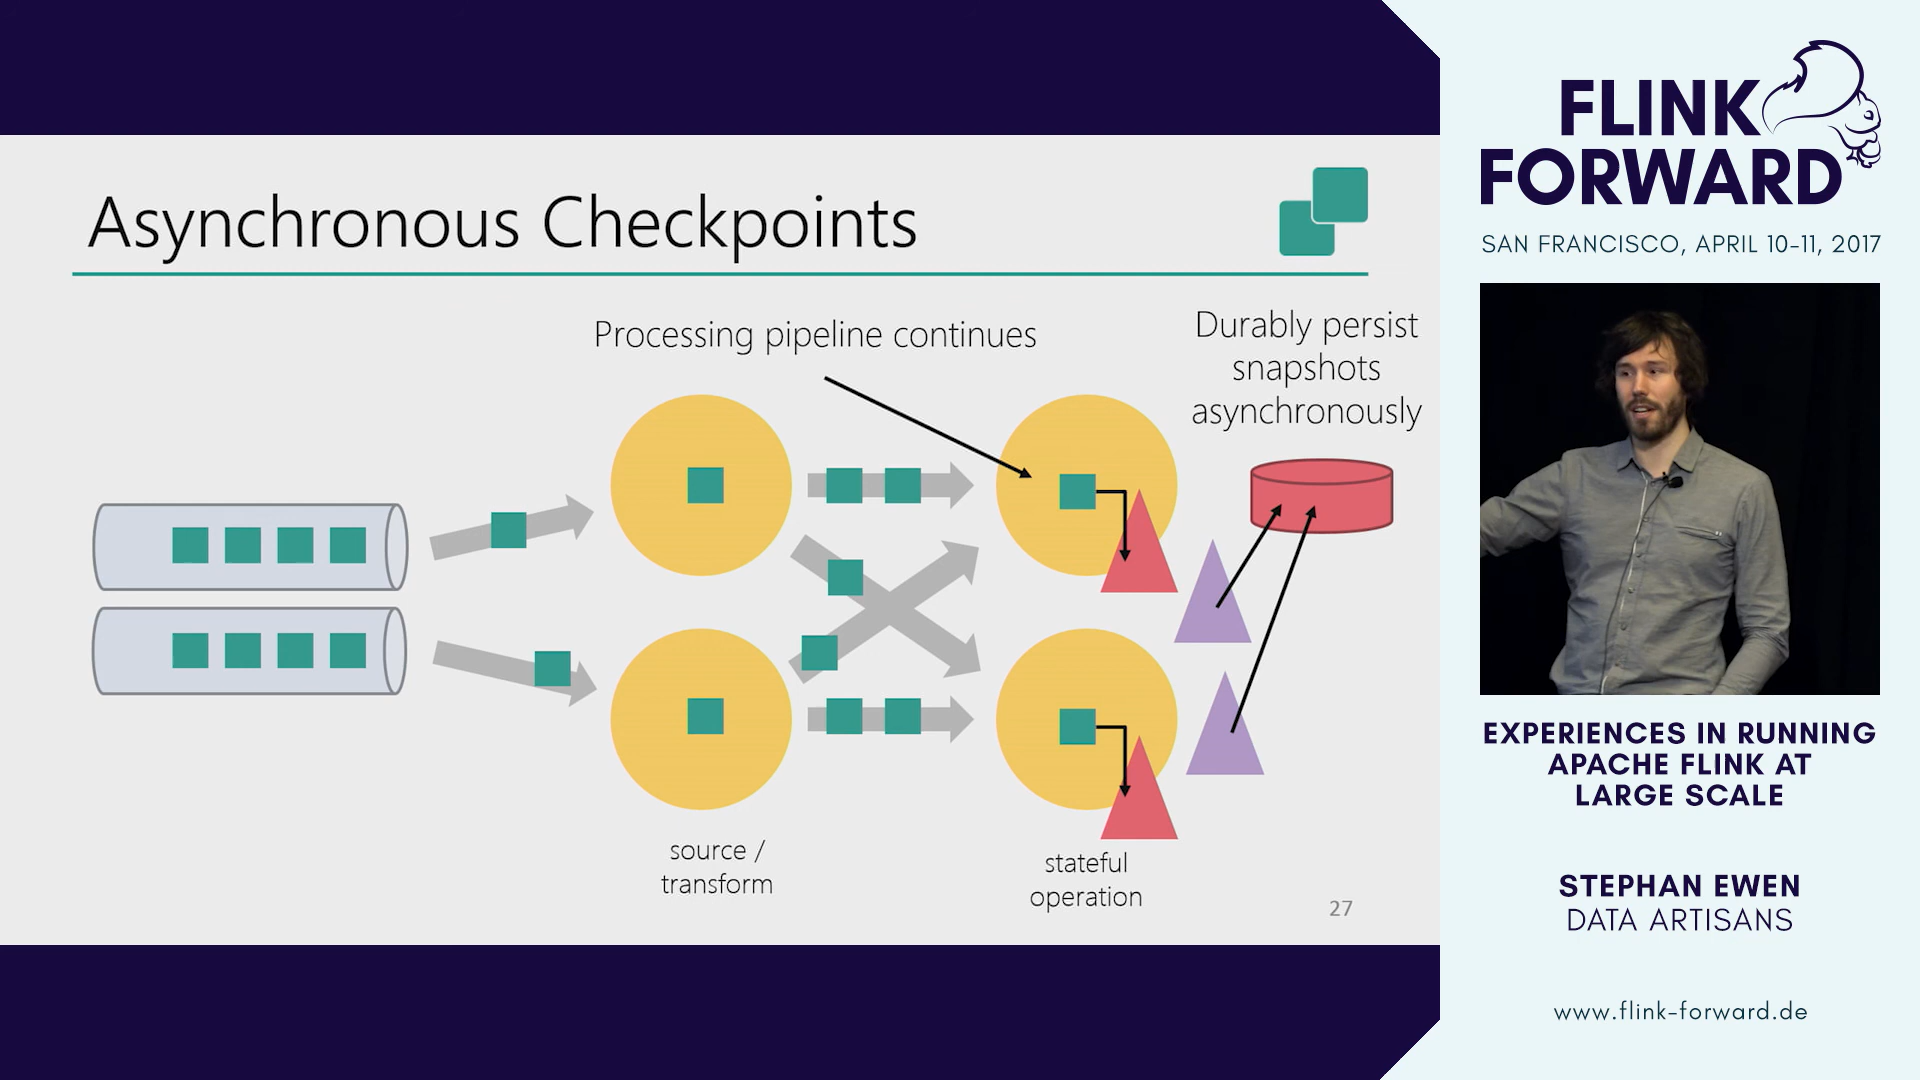 Asynchronous Checkpoints
Processing pipeline continues
Durably persist
snapshots
asynchronously
source /
transform
stateful
operation
27
FLINK
FORWARD
SAN FRANCISCO, APRIL 10-11, 2017
EXPERIENCES IN RUNNING
APACHE FLINK AT
LARGE SCALE
STEPHAN EWEN
DATA ARTISANS
www.flink-forward.de